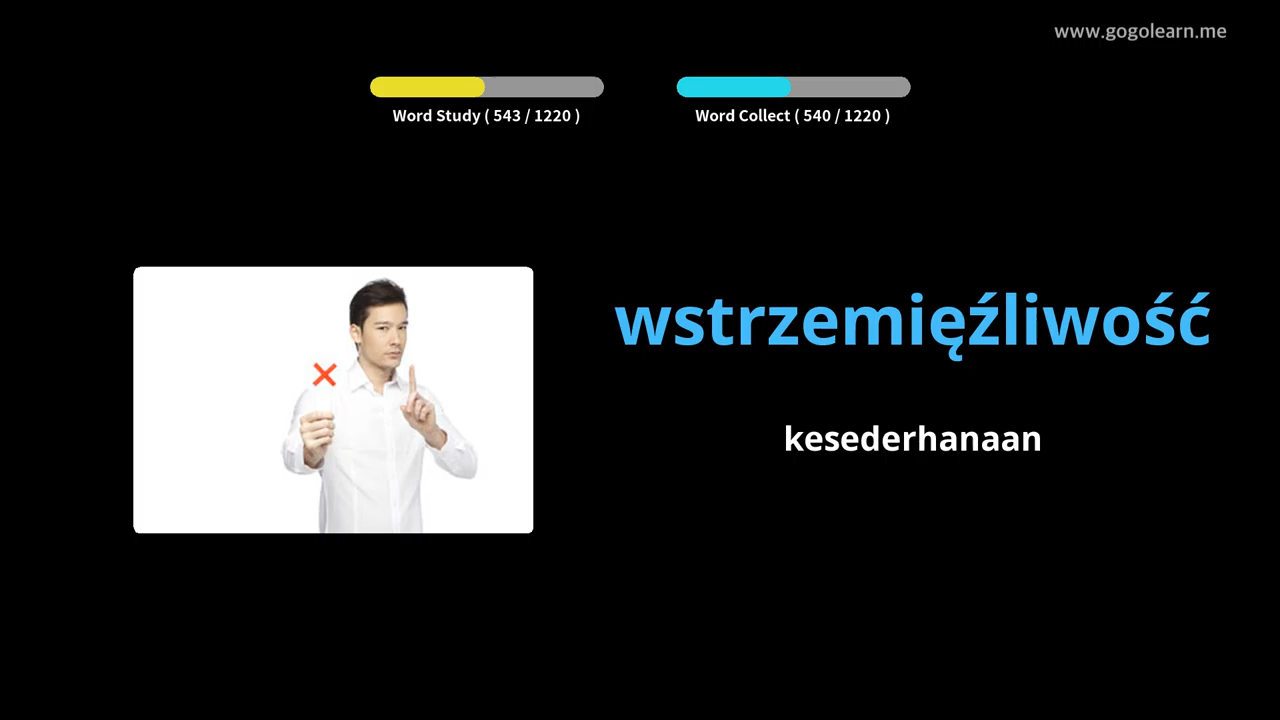 www.gogolearn.me
Word Study ( 543 / 1220 )
Word Collect ( 540 / 1220 )
wstrzemięźliwość
kesederhanaan